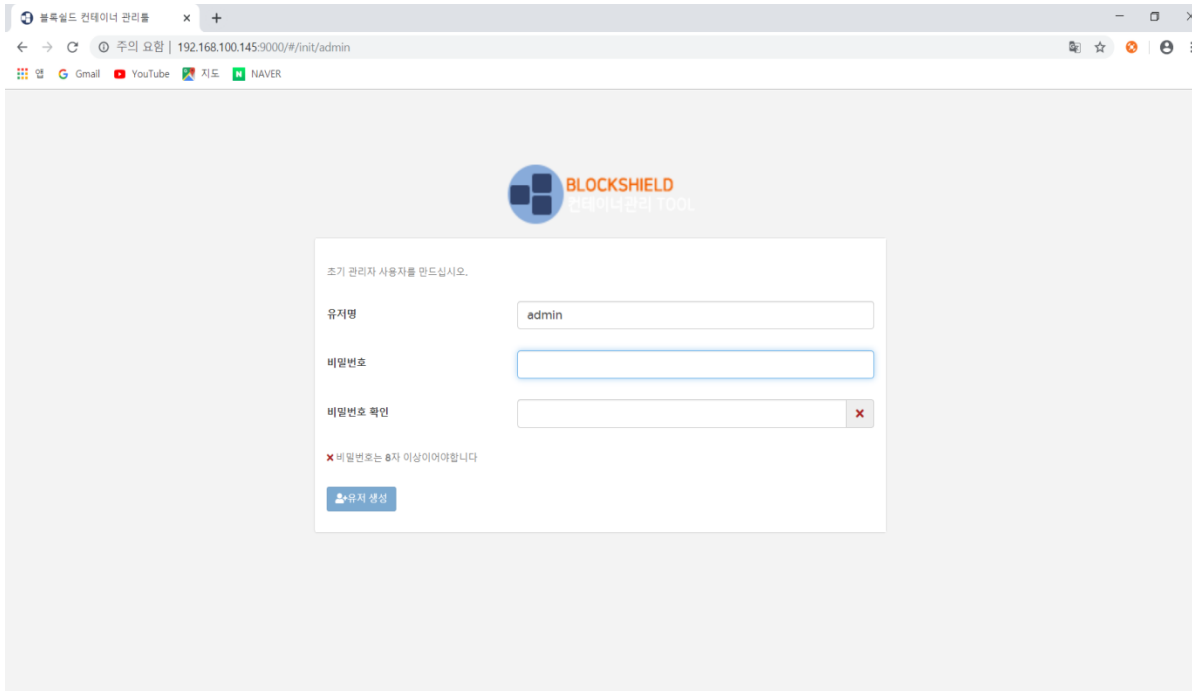 블록쉴드 컨테이너 관리툴
주의 요함 | 192.168.100.145:9000/#/init/admin
앱 Gmail YouTube 지도 NAVER
BLOCKSHIELD
컨테이너관리 TOOL
초기 관리자 사용자를 만드십시오.
유저명 admin
비밀번호
비밀번호 확인
비밀번호는 8자 이상이어야합니다
유저 생성